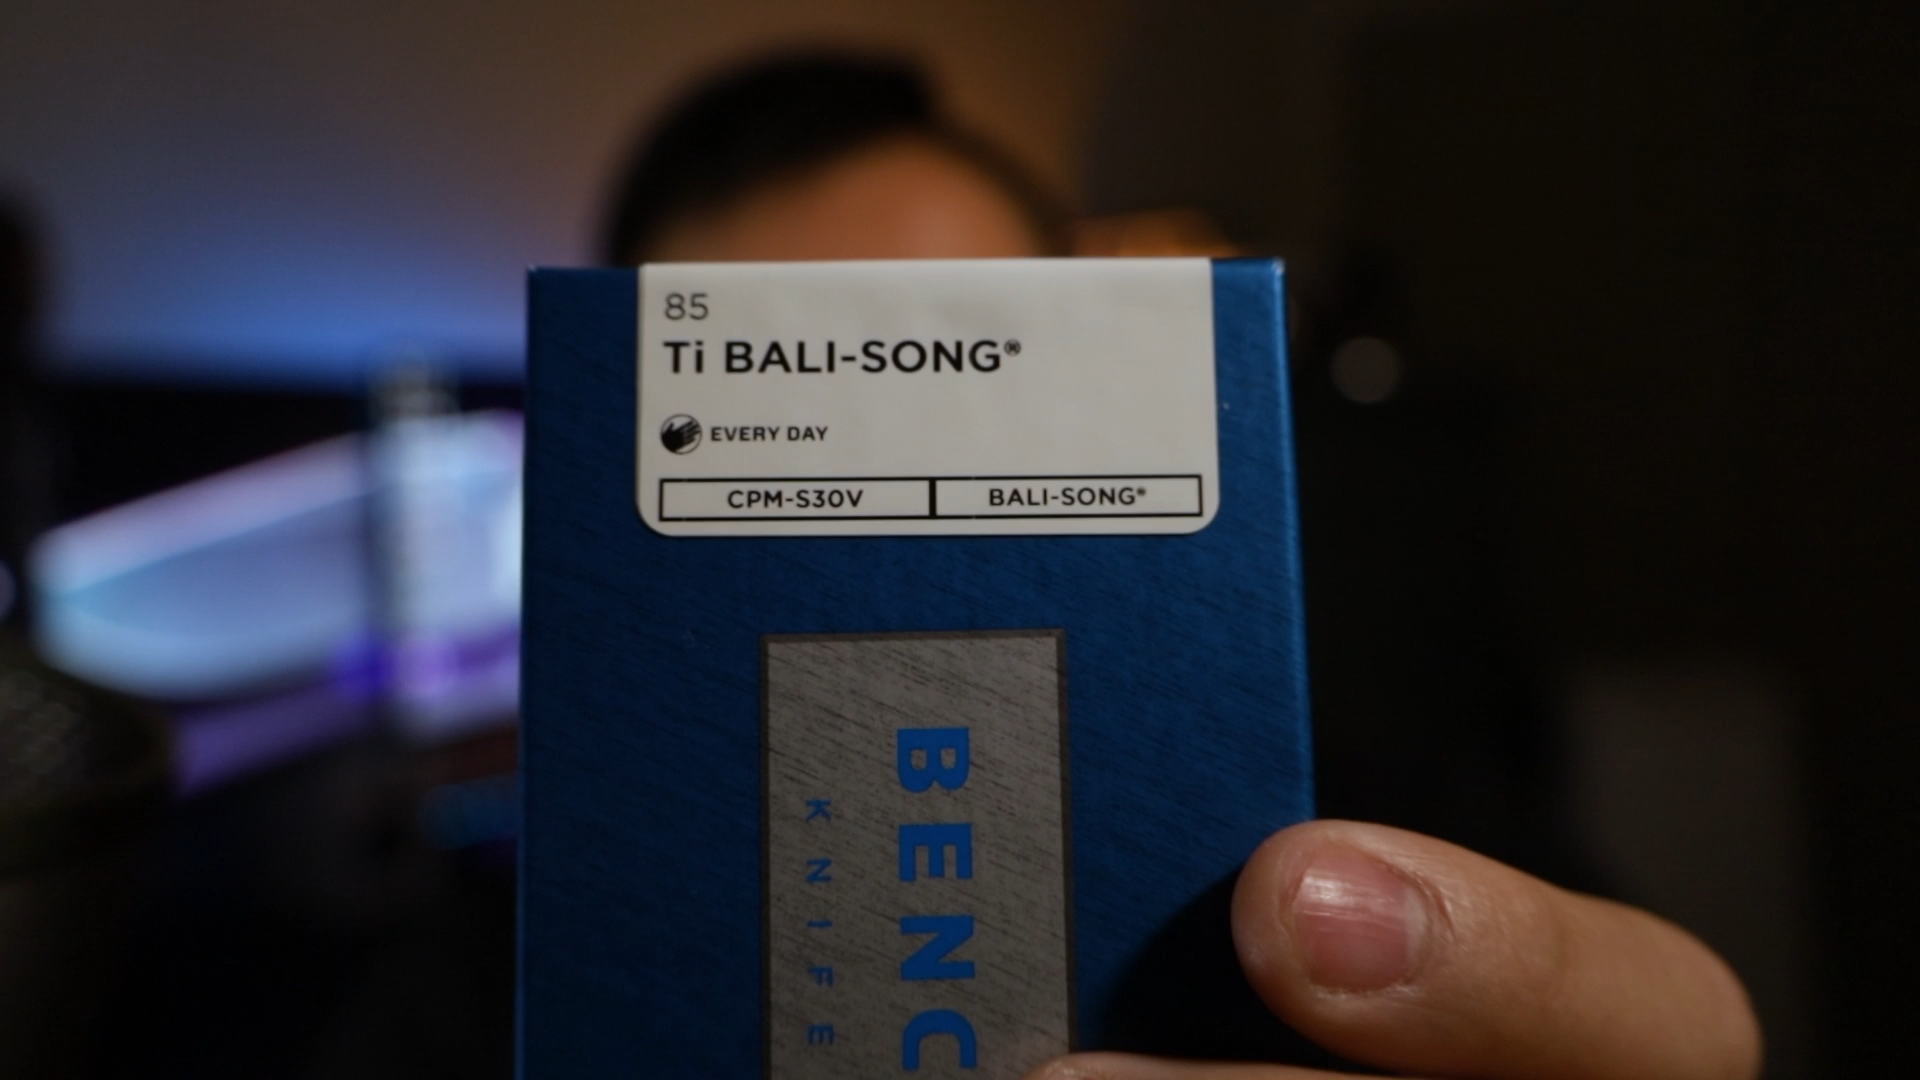 85
Ti BALI-SONG®
EVERY DAY
CPM-S30V
BALI-SONG®
BENC
KNIFE